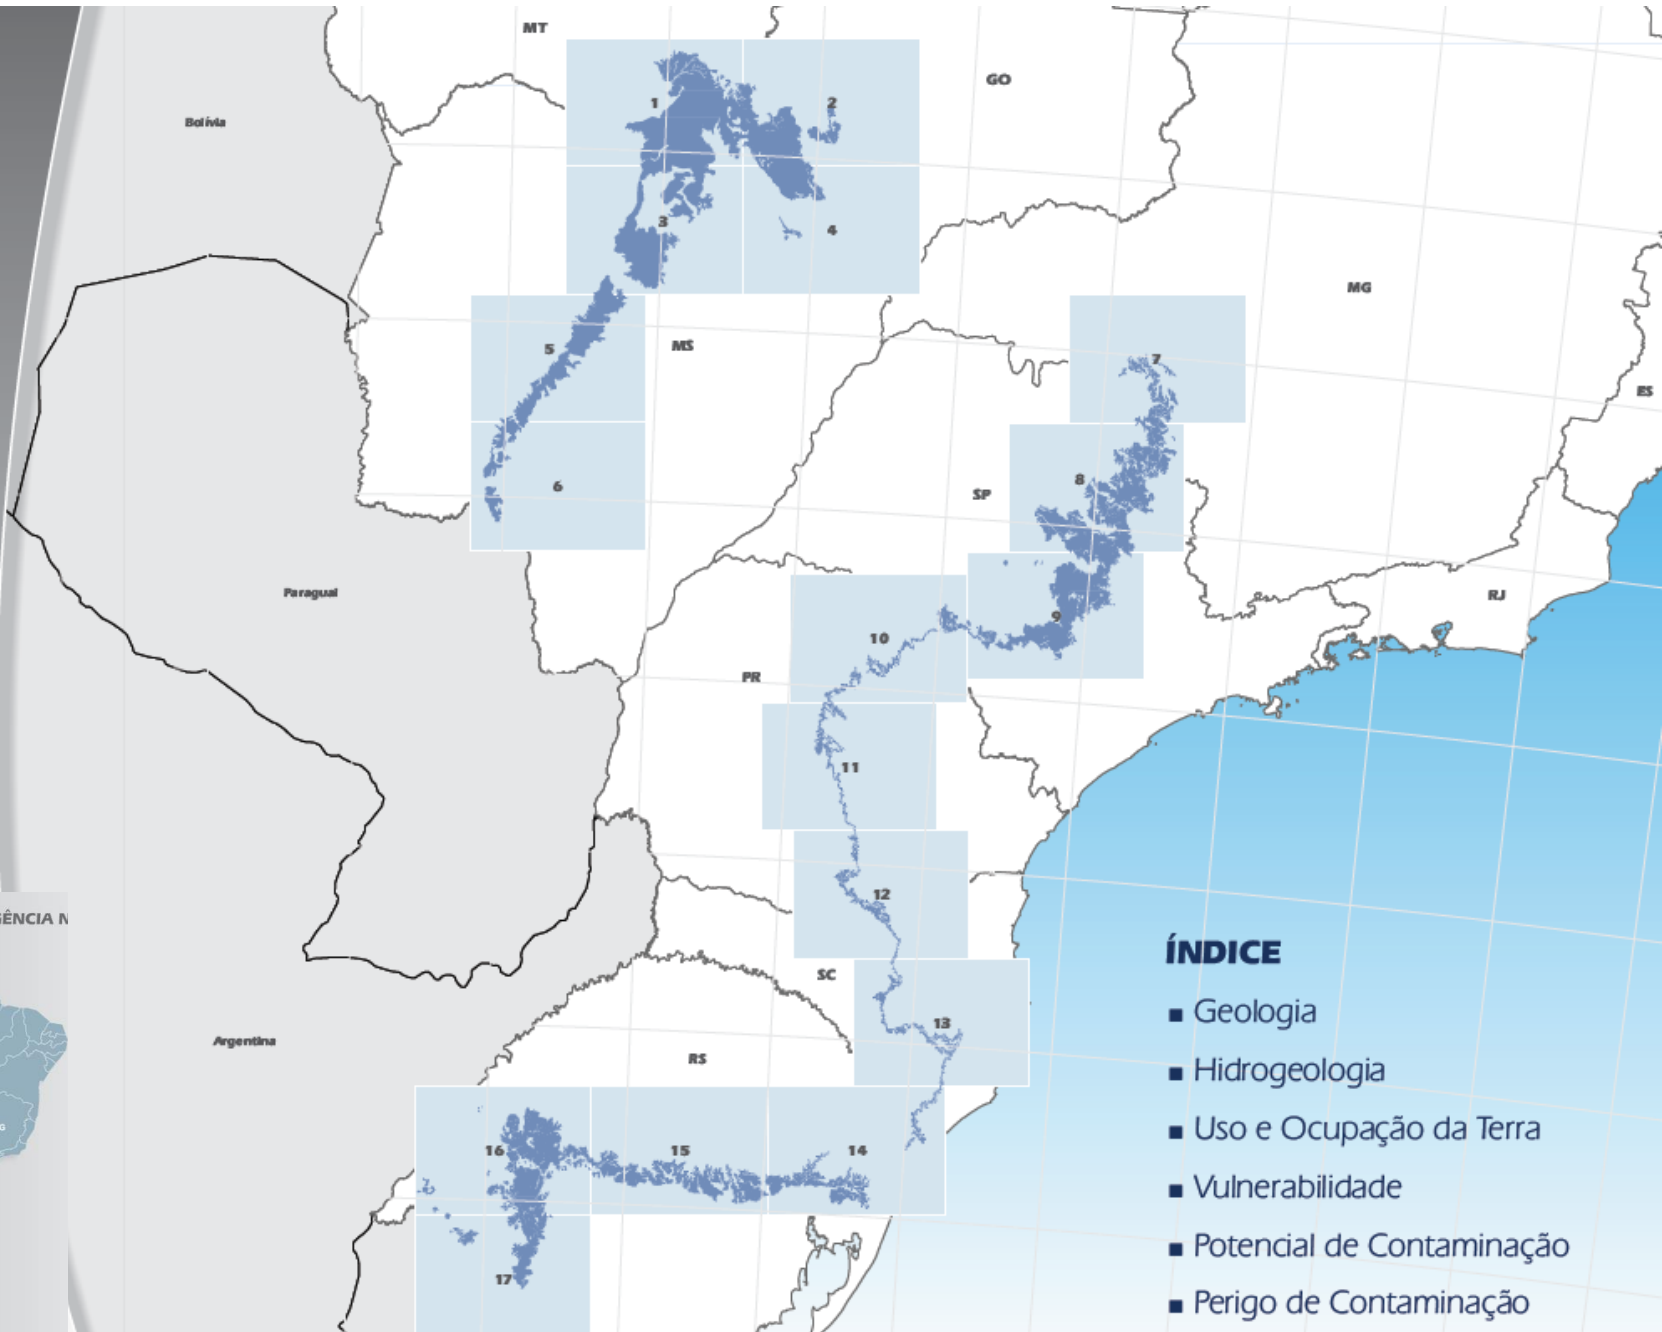 MT
GO
1
2
Bolívia
3
4
MG
5
MS
7
ES
6
8
SP
Paraguai
RJ
9
10
PR
11
12
ÊNCIA N
ÍNDICE
SC
Geologia
13
Argentina
RS
Hidrogeologia
G
Uso e Ocupação da Terra
16
15
14
Vulnerabilidade
Potencial de Contaminação
17
Perigo de Contaminação